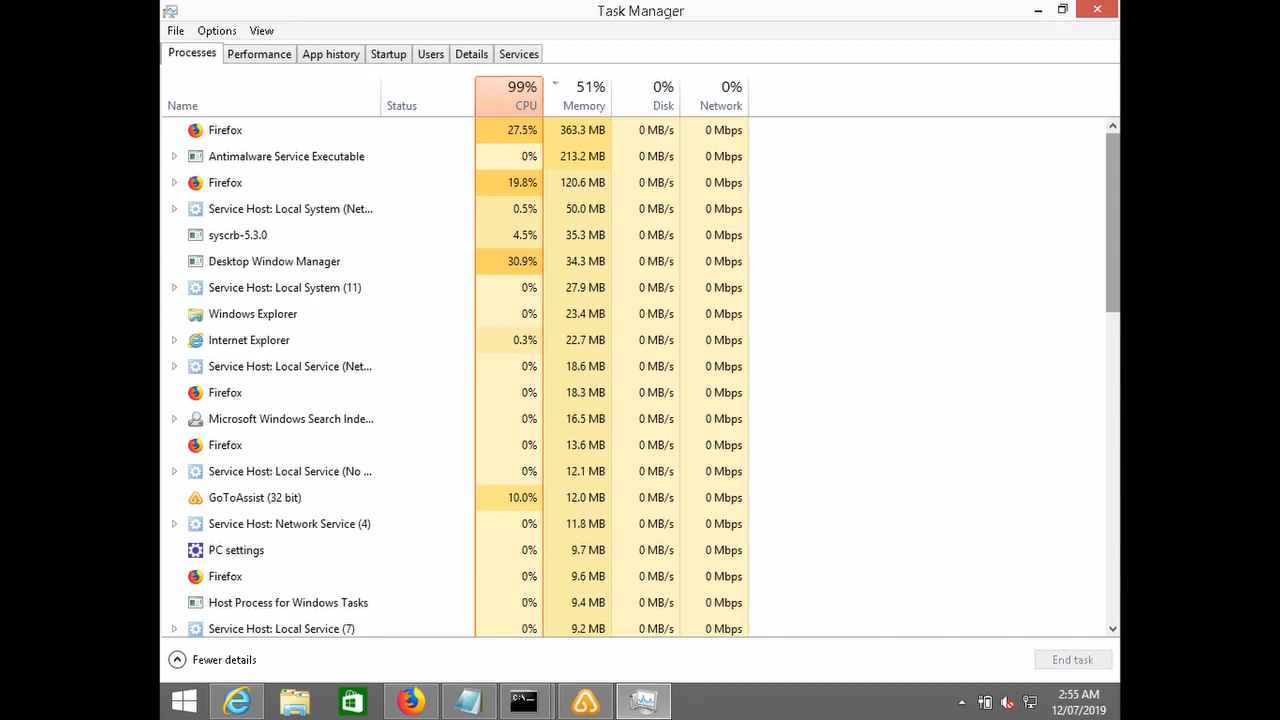 Task Manager
File Options View
Processes Performance App history Startup Users Details Services
99% 51% 0% 0%
Name Status CPU Memory Disk Network
Firefox 27.5% 363.3 MB 0 MB/s 0 Mbps
Antimalware Service Executable 0% 213.2 MB 0 MB/s 0 Mbps
Firefox 19.8% 120.6 MB 0 MB/s 0 Mbps
Service Host: Local System (Net... 0.5% 50.0 MB 0 MB/s 0 Mbps
syscrb-5.3.0 4.5% 35.3 MB 0 MB/s 0 Mbps
Desktop Window Manager 30.9% 34.3 MB 0 MB/s 0 Mbps
Service Host: Local System (11) 0% 27.9 MB 0 MB/s 0 Mbps
Windows Explorer 0% 23.4 MB 0 MB/s 0 Mbps
Internet Explorer 0.3% 22.7 MB 0 MB/s 0 Mbps
Service Host: Local Service (Net... 0% 18.6 MB 0 MB/s 0 Mbps
Firefox 0% 18.3 MB 0 MB/s 0 Mbps
Microsoft Windows Search Inde... 0% 16.5 MB 0 MB/s 0 Mbps
Firefox 0% 13.6 MB 0 MB/s 0 Mbps
Service Host: Local Service (No ... 0% 12.1 MB 0 MB/s 0 Mbps
GoToAssist (32 bit) 10.0% 12.0 MB 0 MB/s 0 Mbps
Service Host: Network Service (4) 0% 11.8 MB 0 MB/s 0 Mbps
PC settings 0% 9.7 MB 0 MB/s 0 Mbps
Firefox 0% 9.6 MB 0 MB/s 0 Mbps
Host Process for Windows Tasks 0% 9.4 MB 0 MB/s 0 Mbps
Service Host: Local Service (7) 0% 9.2 MB 0 MB/s 0 Mbps
Fewer details End task
2:55 AM
12/07/2019